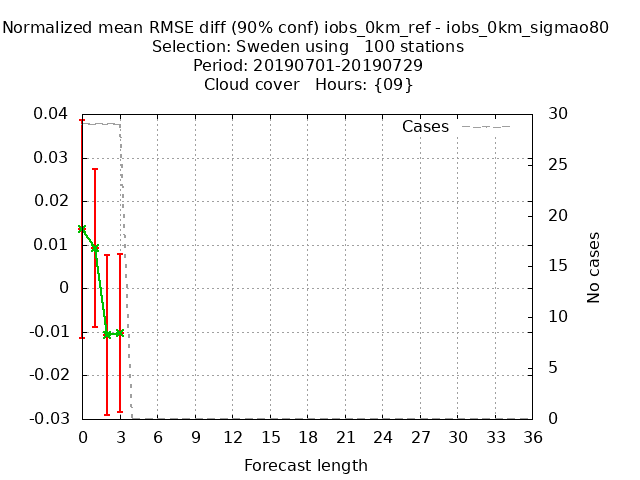 Normalized mean RMSE diff (90% conf) iobs_0km_ref - iobs_0km_sigmao80
Selection: Sweden using   100 stations
Period: 20190701-20190729
Cloud cover   Hours: {09}
Cases
0.04
0.03
0.02
0.01
0
-0.01
-0.02
-0.03
30
25
20
15
10
5
0
No cases
0 3 6 9 12 15 18 21 24 27 30 33 36
Forecast length